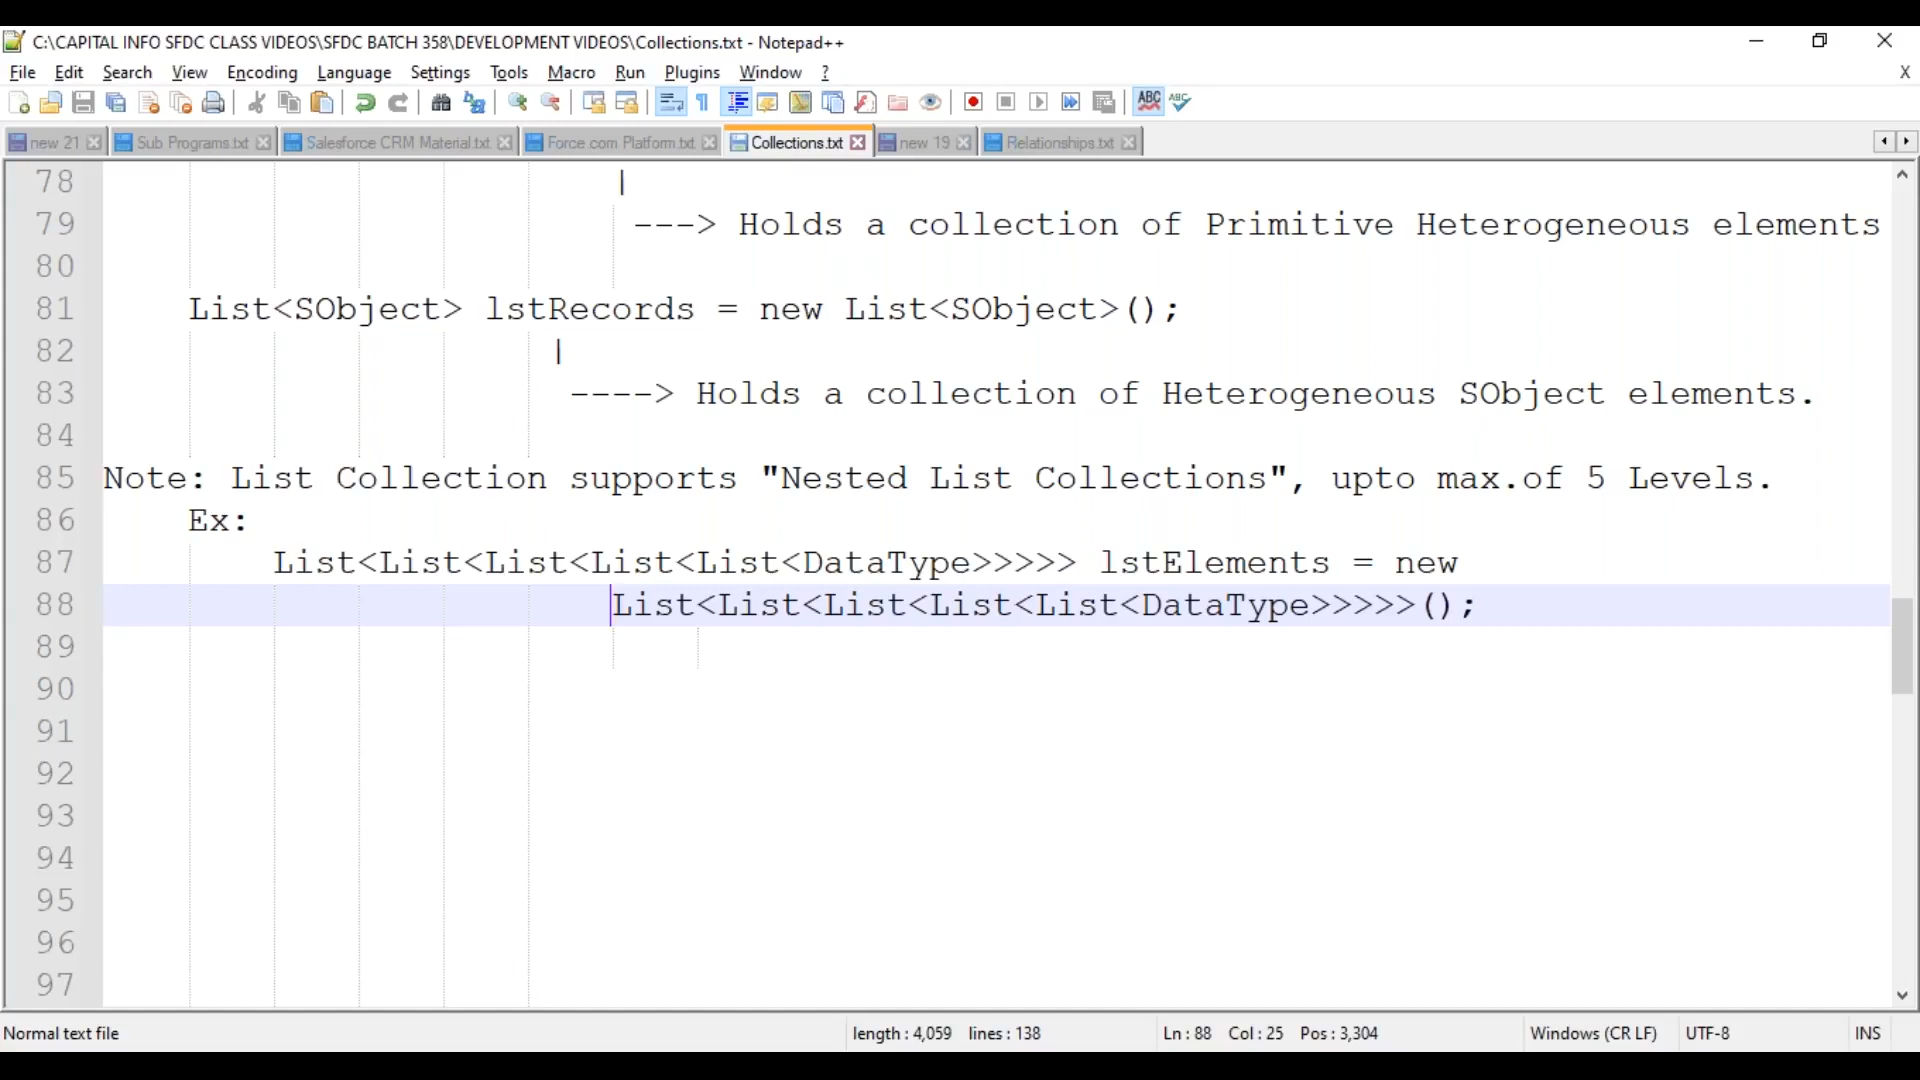 C:\CAPITAL INFO SFDC CLASS VIDEOS\SFDC BATCH 358\DEVELOPMENT VIDEOS\Collections.txt - Notepad++
File Edit Search View Encoding Language Settings Tools Macro Run Plugins Window ? X
ABC ABC
new 21 Sub Programs.txt Salesforce CRM Material.txt Force.com Platform.txt Collections.txt new 19 Relationships.txt
78 |
79 ---> Holds a collection of Primitive Heterogeneous elements
80
81 List<SObject> lstRecords = new List<SObject>();
82 |
83 ----> Holds a collection of Heterogeneous SObject elements.
84
85 Note: List Collection supports "Nested List Collections", upto max.of 5 Levels.
86 Ex:
87 List<List<List<List<List<DataType>>>>> lstElements = new
88 List<List<List<List<List<DataType>>>>>();
89
90
91
92
93
94
95
96
97
Normal text file length : 4,059 lines : 138 Ln : 88 Col : 25 Pos : 3,304 Windows (CR LF) UTF-8 INS